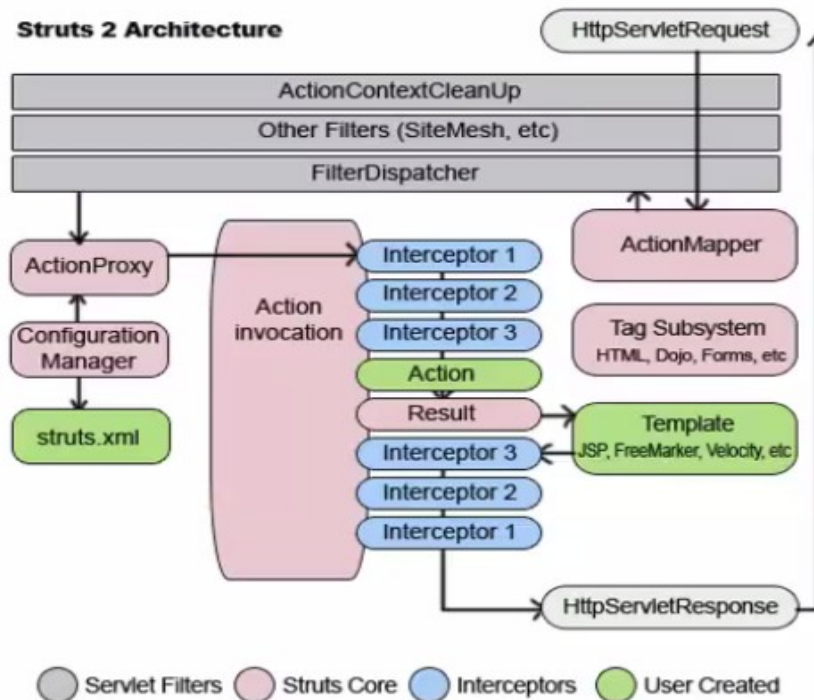 Struts 2 Architecture
HttpServletRequest
ActionContextCleanUp
Other Filters (SiteMesh, etc)
FilterDispatcher
ActionProxy
Configuration
Manager
struts.xml
Action
invocation
Interceptor 1
Interceptor 2
Interceptor 3
Action
Result
Interceptor 3
Interceptor 2
Interceptor 1
ActionMapper
Tag Subsystem
HTML, Dojo, Forms, etc
Template
JSP, FreeMarker, Velocity, etc
HttpServletResponse
Servlet Filters
Struts Core
Interceptors
User Created